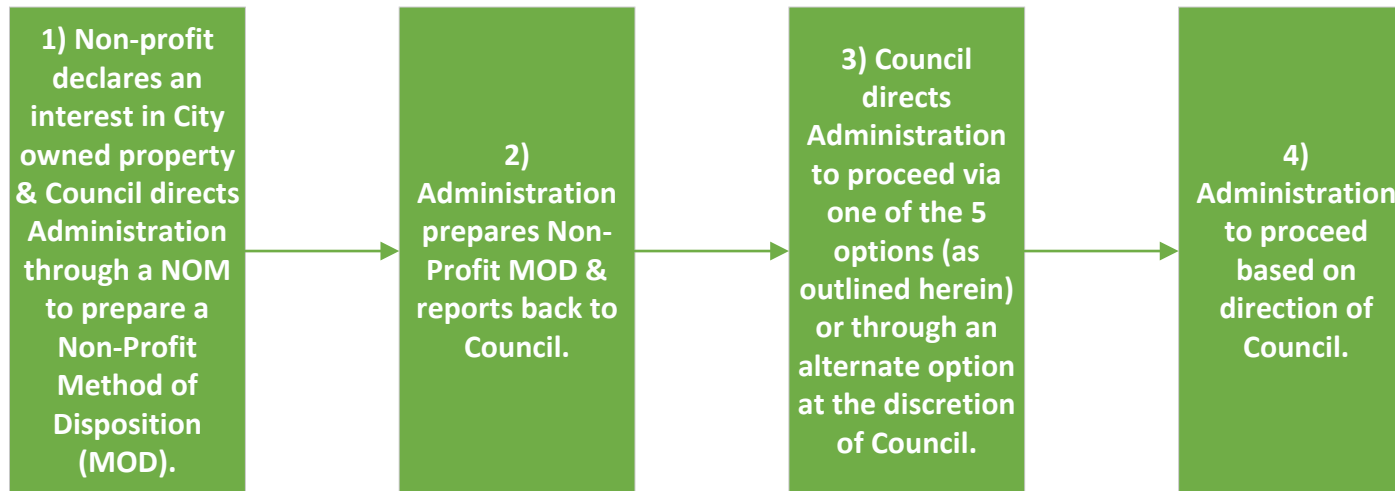 1) Non-profit
declares an
interest in City
owned property
& Council directs
Administration
through a NOM
to prepare a
Non-Profit
Method of
Disposition
(MOD).
2)
Administration
prepares Non-
Profit MOD &
reports back to
Council.
3) Council
directs
Administration
to proceed via
one of the 5
options (as
outlined herein)
or through an
alternate option
at the discretion
of Council.
4)
Administration
to proceed
based on
direction of
Council.